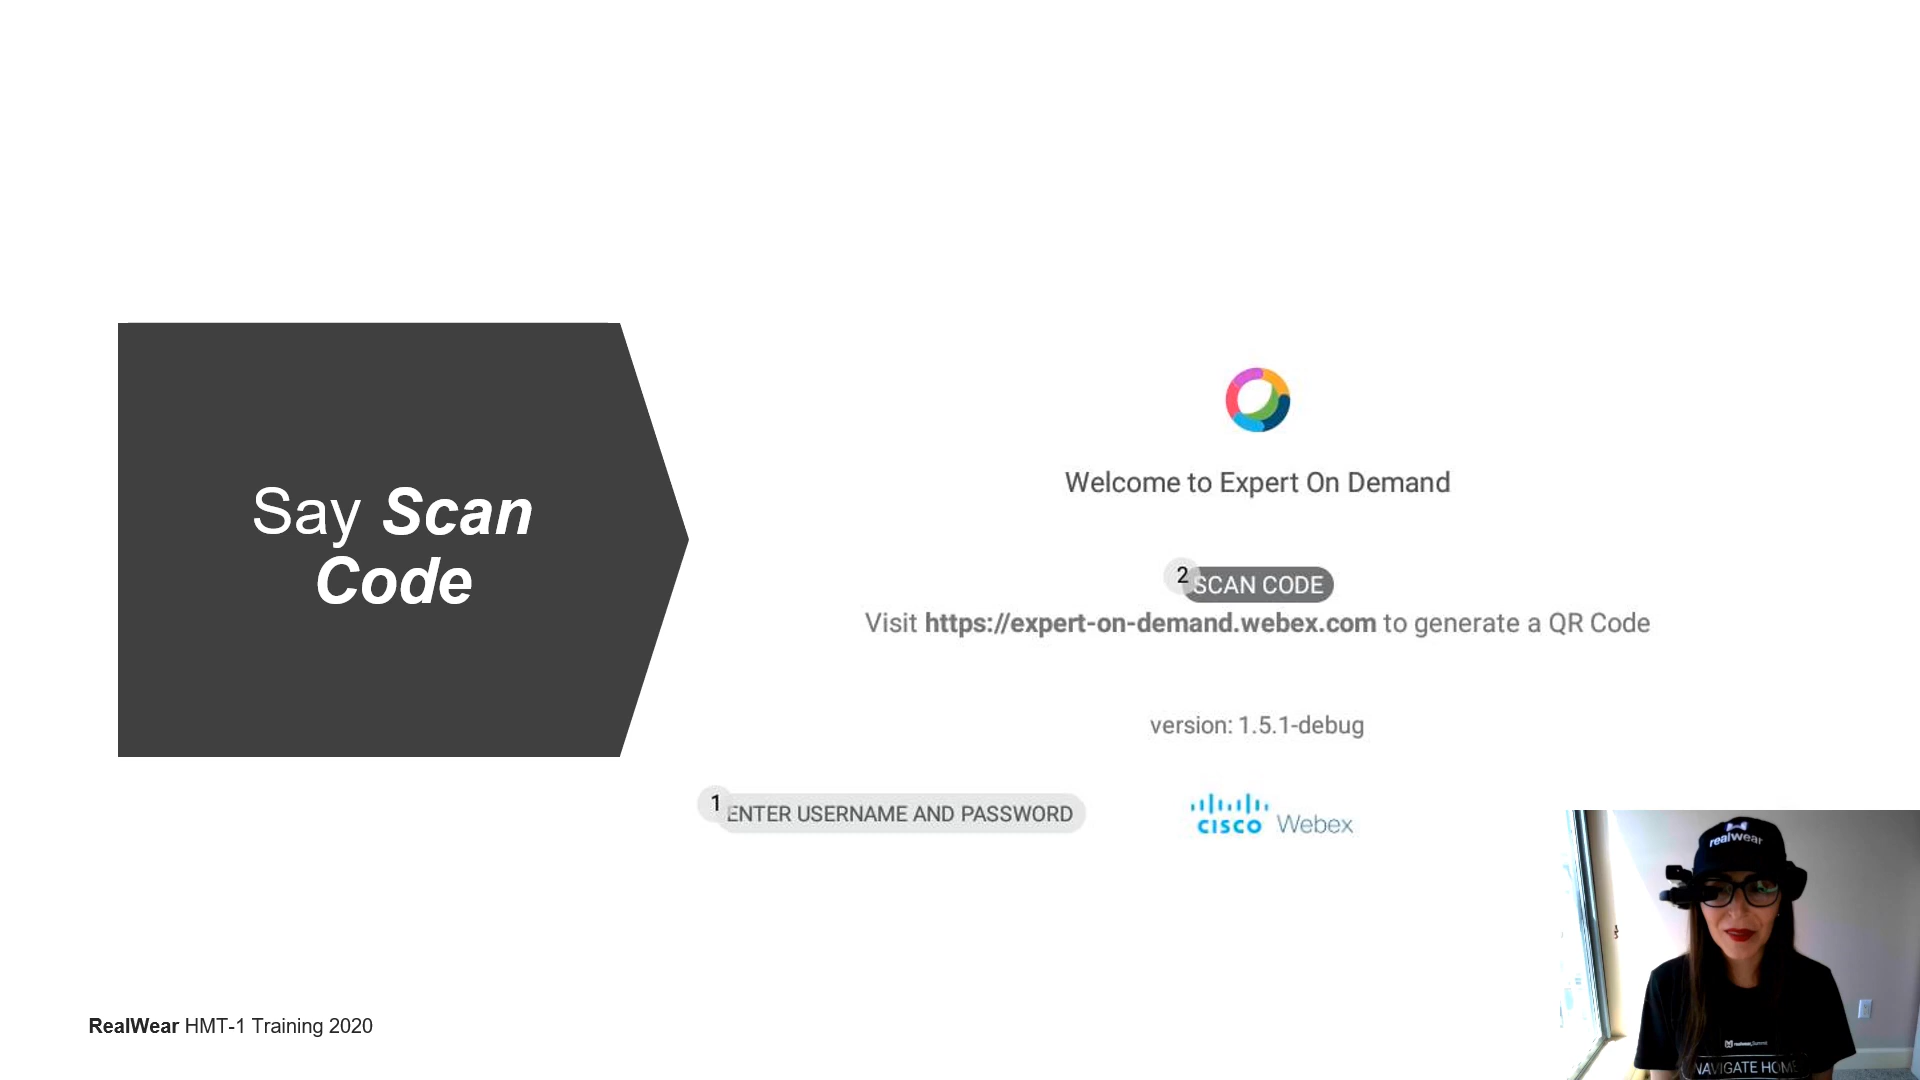 Say Scan
Code
Welcome to Expert On Demand
2
SCAN CODE
Visit https://expert-on-demand.webex.com to generate a QR Code
version: 1.5.1-debug
1
ENTER USERNAME AND PASSWORD
CISCO Webex
realwear
NAVIGATE HOME
RealWear HMT-1 Training 2020